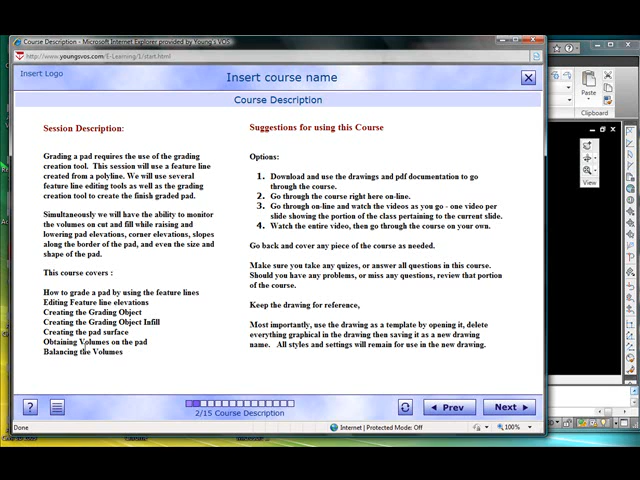 Course Description - Microsoft Internet Explorer provided by Young's VOS
http://www.youngsvos.com/E-Learning/1/start.html
Insert Logo
Insert course name
Course Description
Session Description:
Grading a pad requires the use of the grading
creation tool. This session will use a feature line
created from a polyline. We will use several
feature line editing tools as well as the grading
creation tool to create the finish graded pad.
Simultaneously we will have the ability to monitor
the volumes on cut and fill while raising and
lowering pad elevations, corner elevations, slopes
along the border of the pad, and even the size and
shape of the pad.
This course covers :
How to grade a pad by using the feature lines
Editing Feature line elevations
Creating the Grading Object
Creating the Grading Object Infill
Creating the pad surface
Obtaining Volumes on the pad
Balancing the Volumes
Suggestions for using this Course
Options:
1. Download and use the drawings and pdf documentation to go
through the course.
2. Go through the course right here on-line.
3. Go through on-line and watch the videos as you go - one video per
slide showing the portion of the class pertaining to the current slide.
4. Watch the entire video, then go through the course on your own.
Go back and cover any piece of the course as needed.
Make sure you take any quizes, or answer all questions in this course.
Should you have any problems, or miss any questions, review that portion
of the course.
Keep the drawing for reference,
Most importantly, use the drawing as a template by opening it, delete
everything graphical in the drawing then saving it as a new drawing
name. All styles and settings will remain for use in the new drawing.
2/15 Course Description
Prev
Next
Done
Internet | Protected Mode: Off
100%
Paste
Clipboard
View